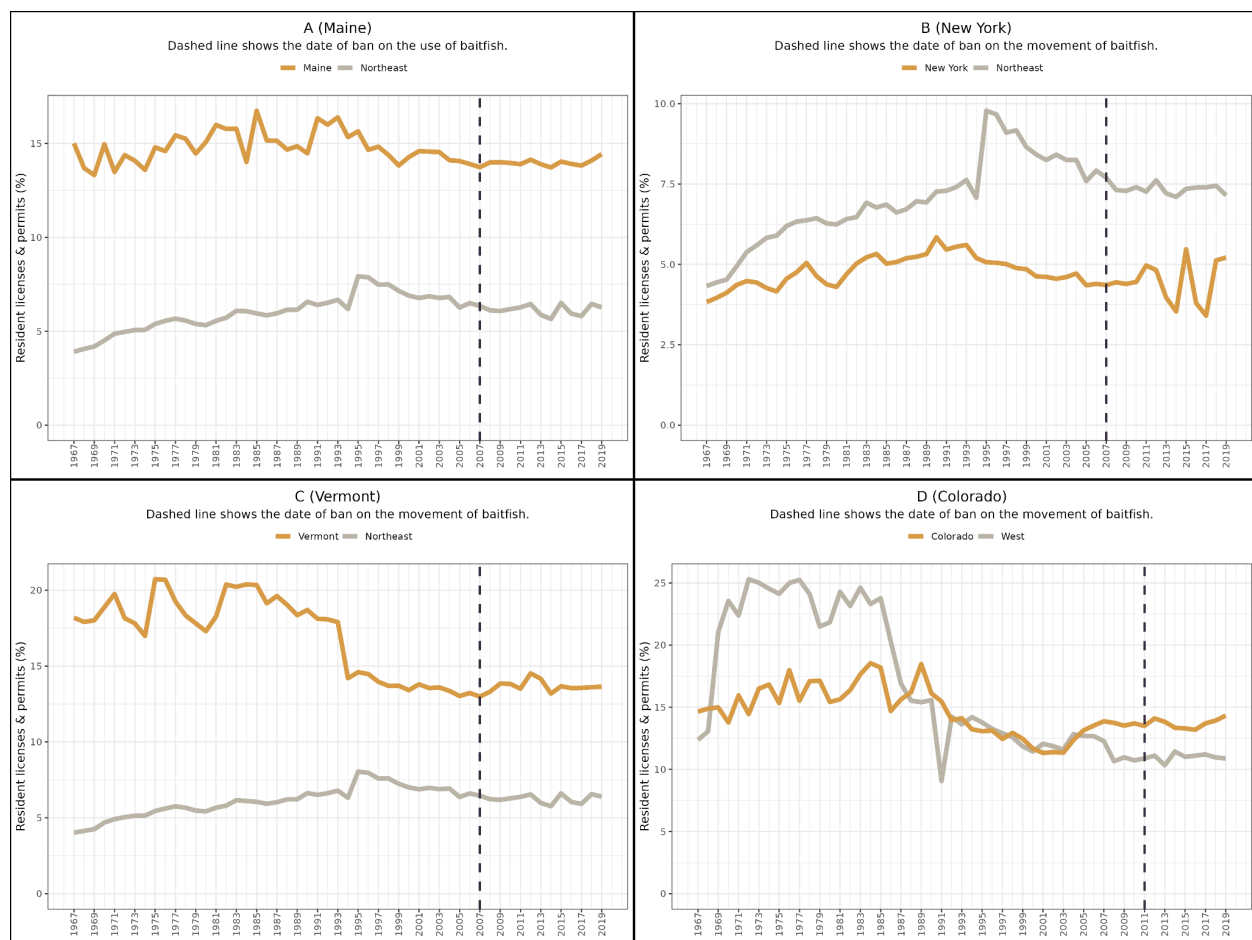 A (Maine)
Dashed line shows the date of ban on the use of baitfish.
Maine Northeast
Resident licenses & permits (%)
15
10
5
0
1967 1969 1971 1973 1975 1977 1979 1981 1983 1985 1987 1989 1991 1993 1995 1997 1999 2001 2003 2005 2007 2009 2011 2013 2015 2017 2019
B (New York)
Dashed line shows the date of ban on the movement of baitfish.
New York Northeast
Resident licenses & permits (%)
10.0
7.5
5.0
2.5
0.0
1967 1969 1971 1973 1975 1977 1979 1981 1983 1985 1987 1989 1991 1993 1995 1997 1999 2001 2003 2005 2007 2009 2011 2013 2015 2017 2019
C (Vermont)
Dashed line shows the date of ban on the movement of baitfish.
Vermont Northeast
Resident licenses & permits (%)
20
15
10
5
0
1967 1969 1971 1973 1975 1977 1979 1981 1983 1985 1987 1989 1991 1993 1995 1997 1999 2001 2003 2005 2007 2009 2011 2013 2015 2017 2019
D (Colorado)
Dashed line shows the date of ban on the movement of baitfish.
Colorado West
Resident licenses & permits (%)
25
20
15
10
5
0
1967 1969 1971 1973 1975 1977 1979 1981 1983 1985 1987 1989 1991 1993 1995 1997 1999 2001 2003 2005 2007 2009 2011 2013 2015 2017 2019